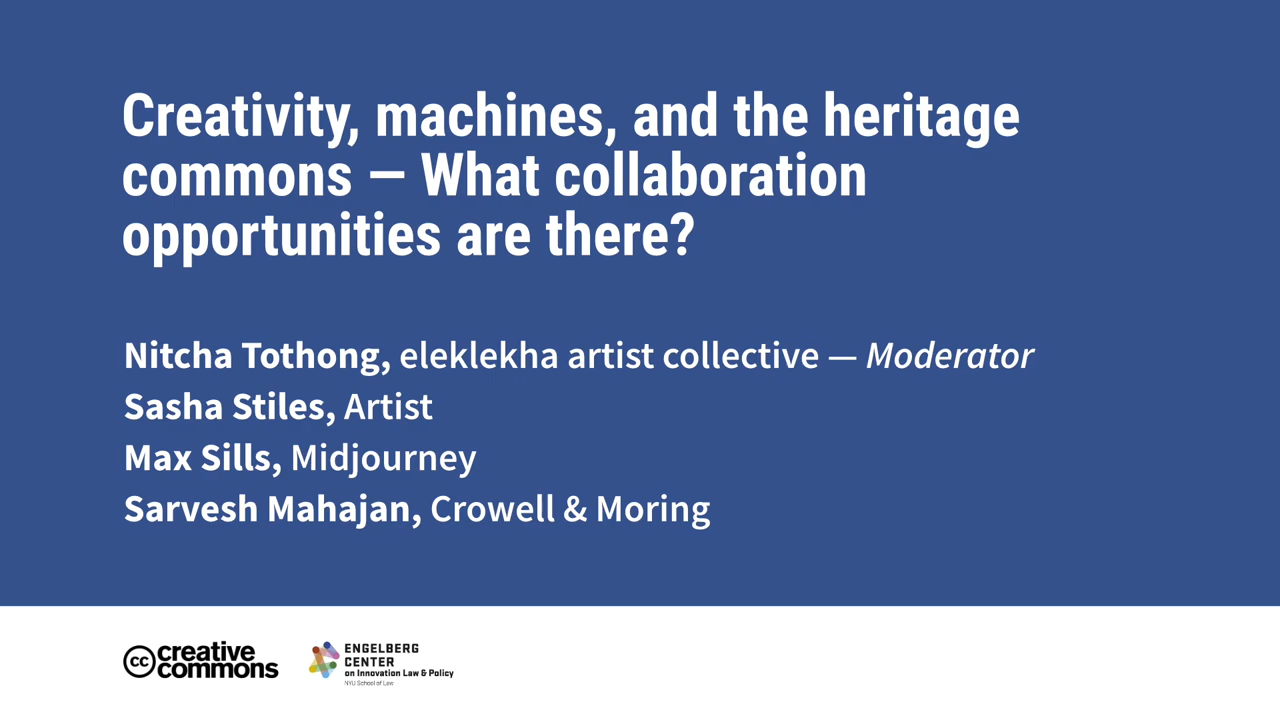 Creativity, machines, and the heritage
commons — What collaboration
opportunities are there?
Nitcha Tothong, eleklekha artist collective — Moderator
Sasha Stiles, Artist
Max Sills, Midjourney
Sarvesh Mahajan, Crowell & Moring
cc creative
commons
ENGELBERG
CENTER
on Innovation Law & Policy
NYU School of Law